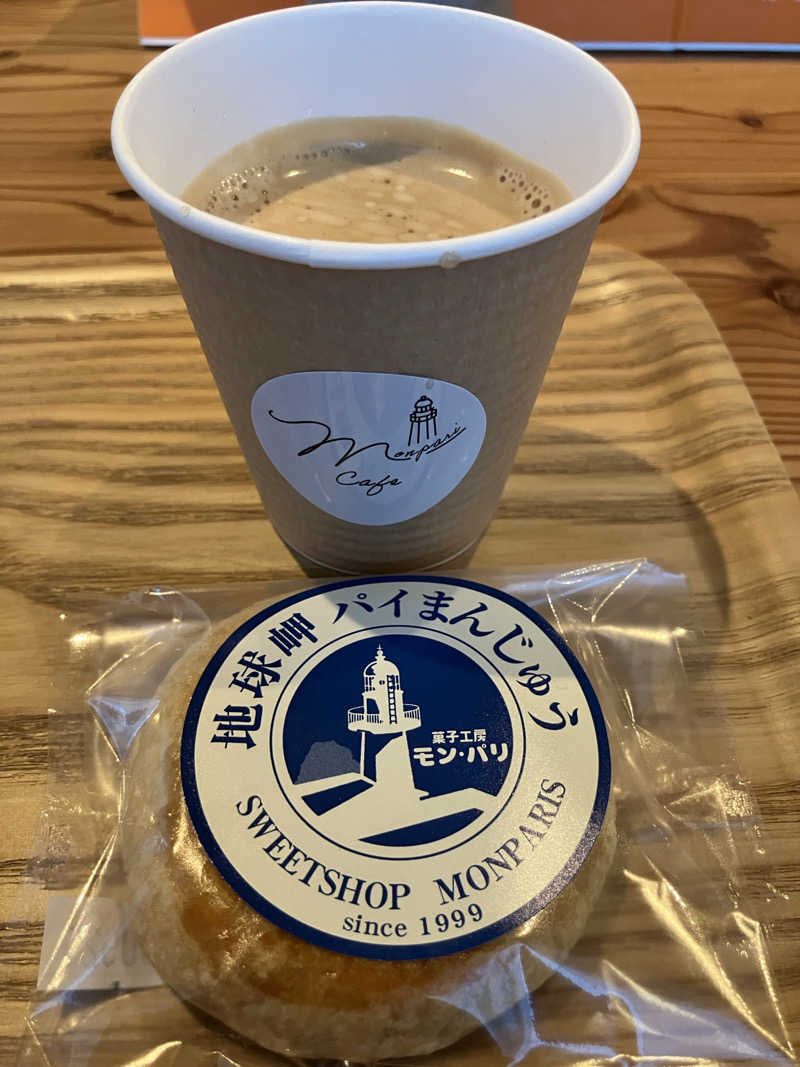 Monpari
Cafe
地球岬 パイまんじゅう
菓子工房
モン・パリ
SWEETSHOP MONPARIS
since 1999